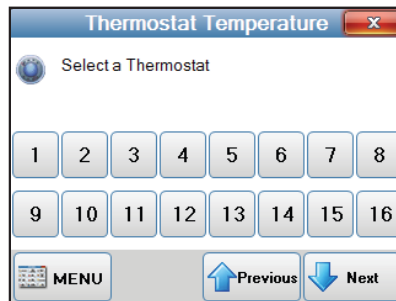 Thermostat Temperature x
Select a Thermostat
1 2 3 4 5 6 7 8
9 10 11 12 13 14 15 16
MENU Previous Next